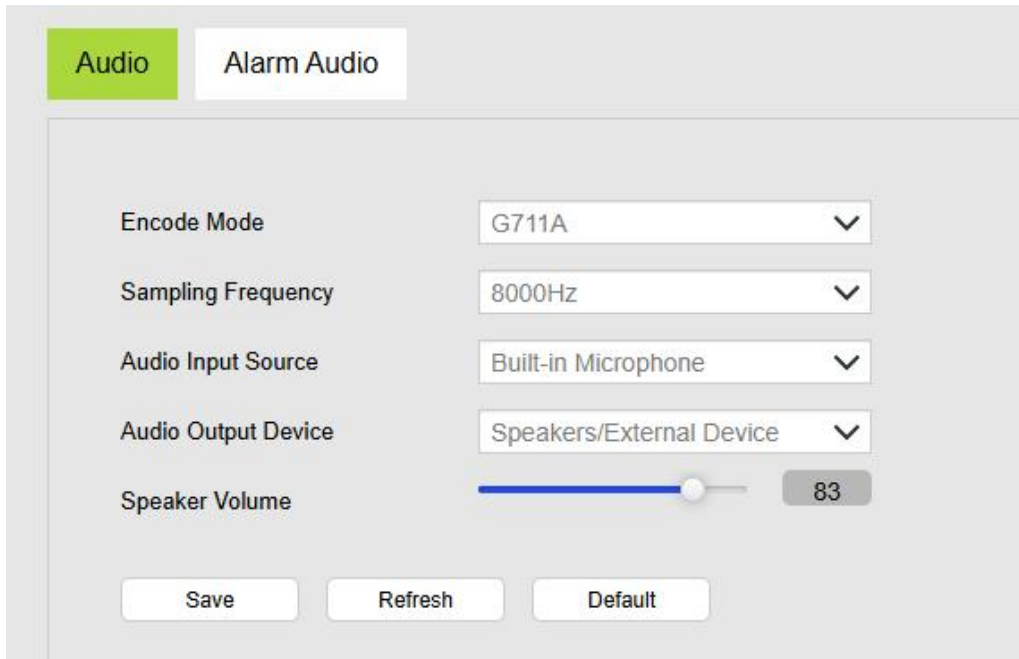 Audio Alarm Audio
Encode Mode G711A
Sampling Frequency 8000Hz
Audio Input Source Built-in Microphone
Audio Output Device Speakers/External Device
Speaker Volume 83
Save Refresh Default